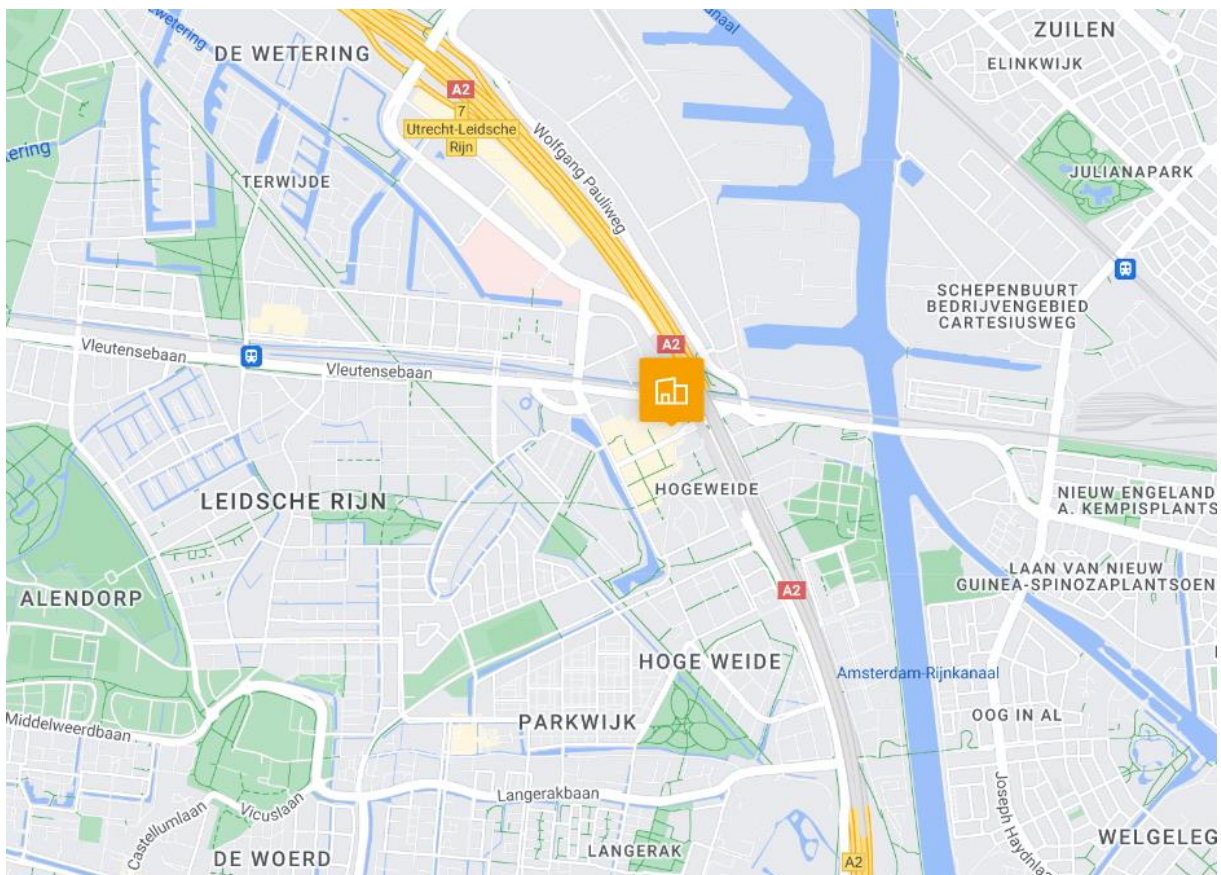 ZUILEN
DE WETERING
ELINKWIJK
A2
7
Utrecht-Leidsche
Rijn
Wolfgang Pauliweg
TERWIJDE
JULIANAPARK
SCHEPENBUURT
BEDRIJVENGEBIED
CARTESIUSWEG
A2
Vleutensebaan
Vleutensebaan
LEIDSCHE RIJN
HOGEWEIDE
NIEUW ENGELAND
A. KEMPISPLANTS
LAAN VAN NIEUW
GUINEA-SPINOZAPLANTSOEN
ALENDORP
A2
HOGE WEIDE
Amsterdam-Rijnkanaal
OOG IN AL
Middelweerdbaan
PARKWIJK
Langerakbaan
Joseph Haydnlaan
Castellumlaan
Vicuslaan
DE WOERD
LANGERAK
A2
WELGELEG